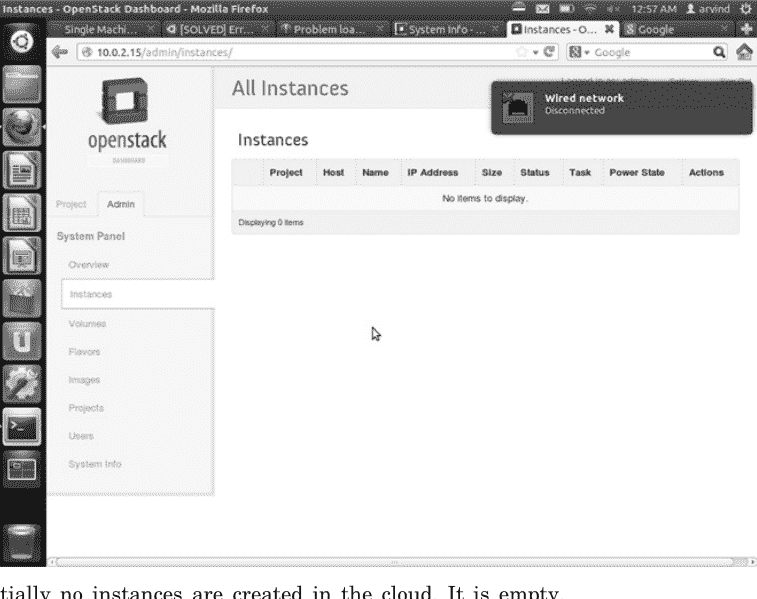 Instances - OpenStack Dashboard - Mozilla Firefox
12:57 AM arvind
Single Machi...
[SOLVED] Err...
Problem loa...
System Info - ...
Instances - O...
Google
10.0.2.15/admin/instances/
Google
openstack
DASHBOARD
All Instances
Wired network
Disconnected
Project
Admin
System Panel
Overview
Instances
Volumes
Flavors
Images
Projects
Users
System Info
Instances
Project Host Name IP Address Size Status Task Power State Actions
No items to display.
Displaying 0 items
tially no instances are created in the cloud. It is empty